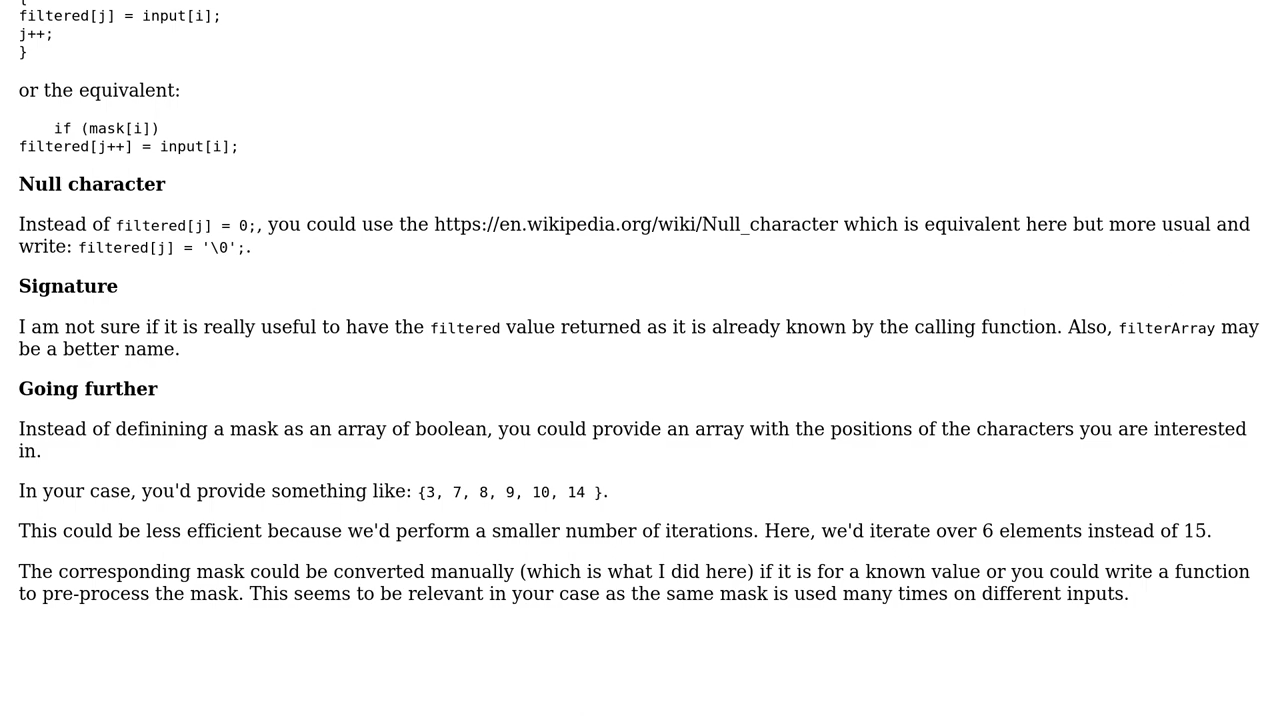 {
filtered[j] = input[i];
j++;
}
or the equivalent:
if (mask[i])
filtered[j++] = input[i];
Null character
Instead of filtered[j] = 0;, you could use the https://en.wikipedia.org/wiki/Null_character which is equivalent here but more usual and
write: filtered[j] = '\0';.
Signature
I am not sure if it is really useful to have the filtered value returned as it is already known by the calling function. Also, filterArray may
be a better name.
Going further
Instead of definining a mask as an array of boolean, you could provide an array with the positions of the characters you are interested
in.
In your case, you'd provide something like: {3, 7, 8, 9, 10, 14 }.
This could be less efficient because we'd perform a smaller number of iterations. Here, we'd iterate over 6 elements instead of 15.
The corresponding mask could be converted manually (which is what I did here) if it is for a known value or you could write a function
to pre-process the mask. This seems to be relevant in your case as the same mask is used many times on different inputs.